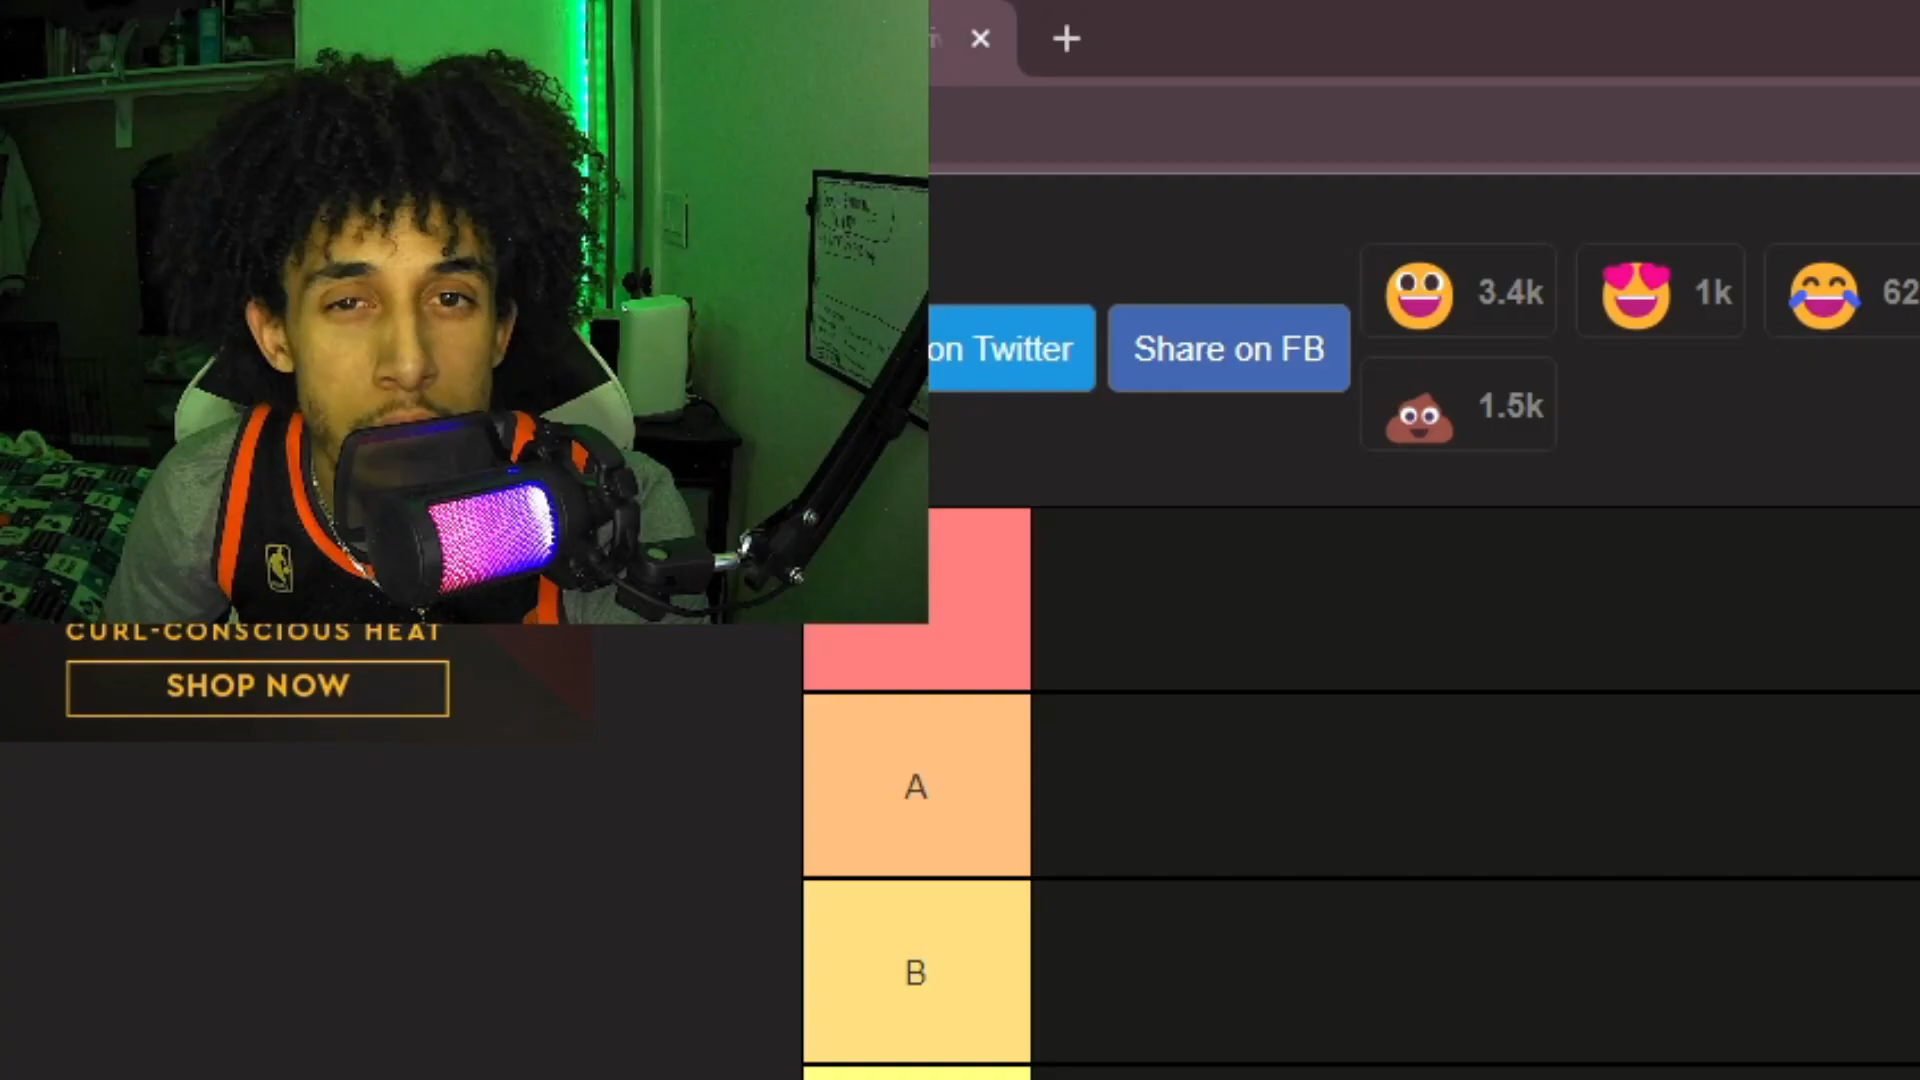 on Twitter
Share on FB
3.4k
1k
62
1.5k
CURL-CONSCIOUS HEAT
SHOP NOW
A
B